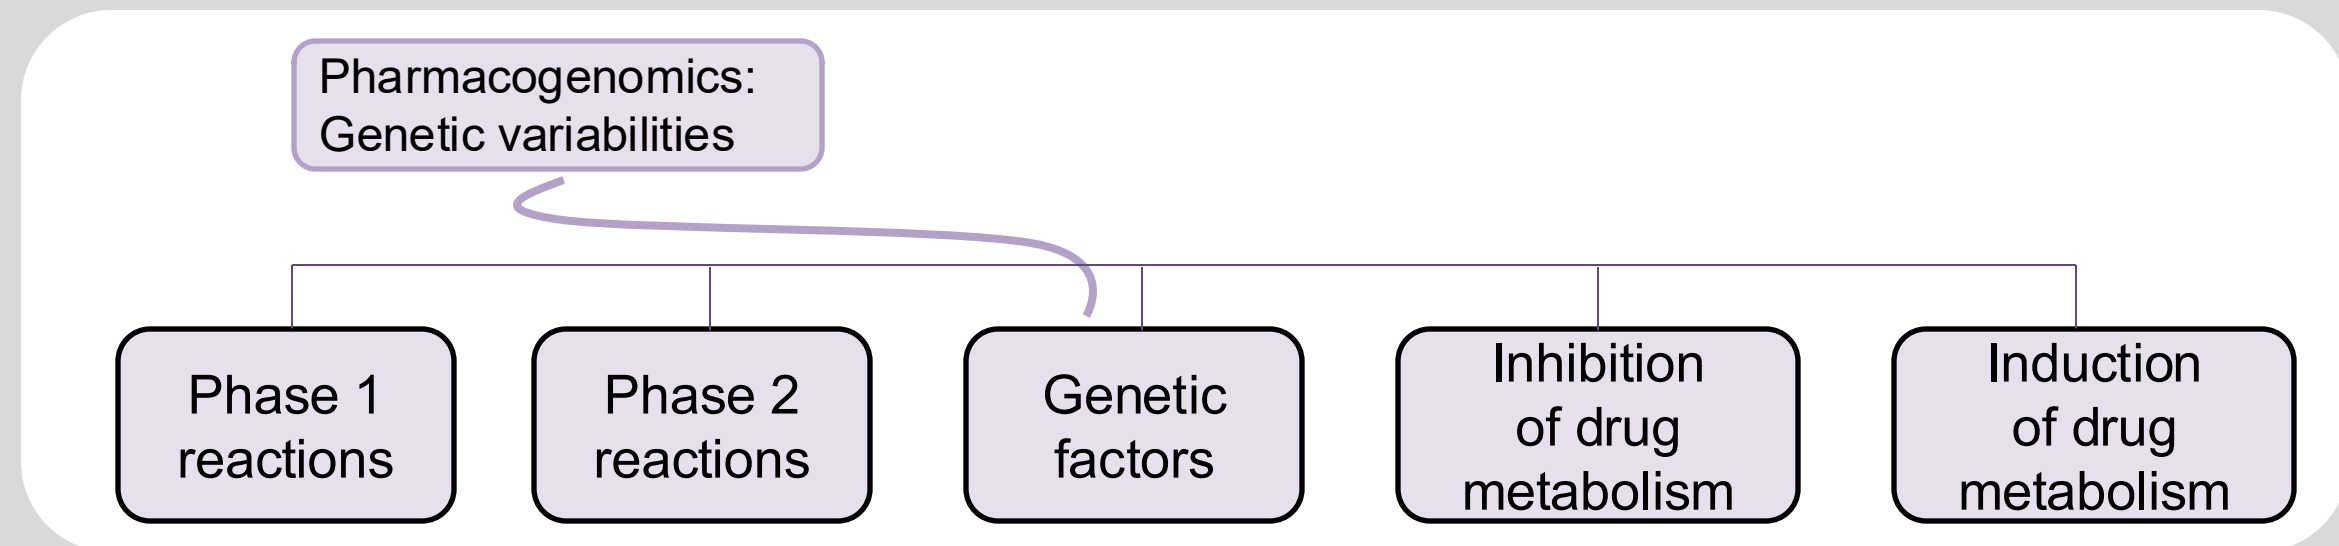 Pharmacogenomics:
Genetic variabilities
Phase 1
reactions
Phase 2
reactions
Genetic
factors
Inhibition
of drug
metabolism
Induction
of drug
metabolism